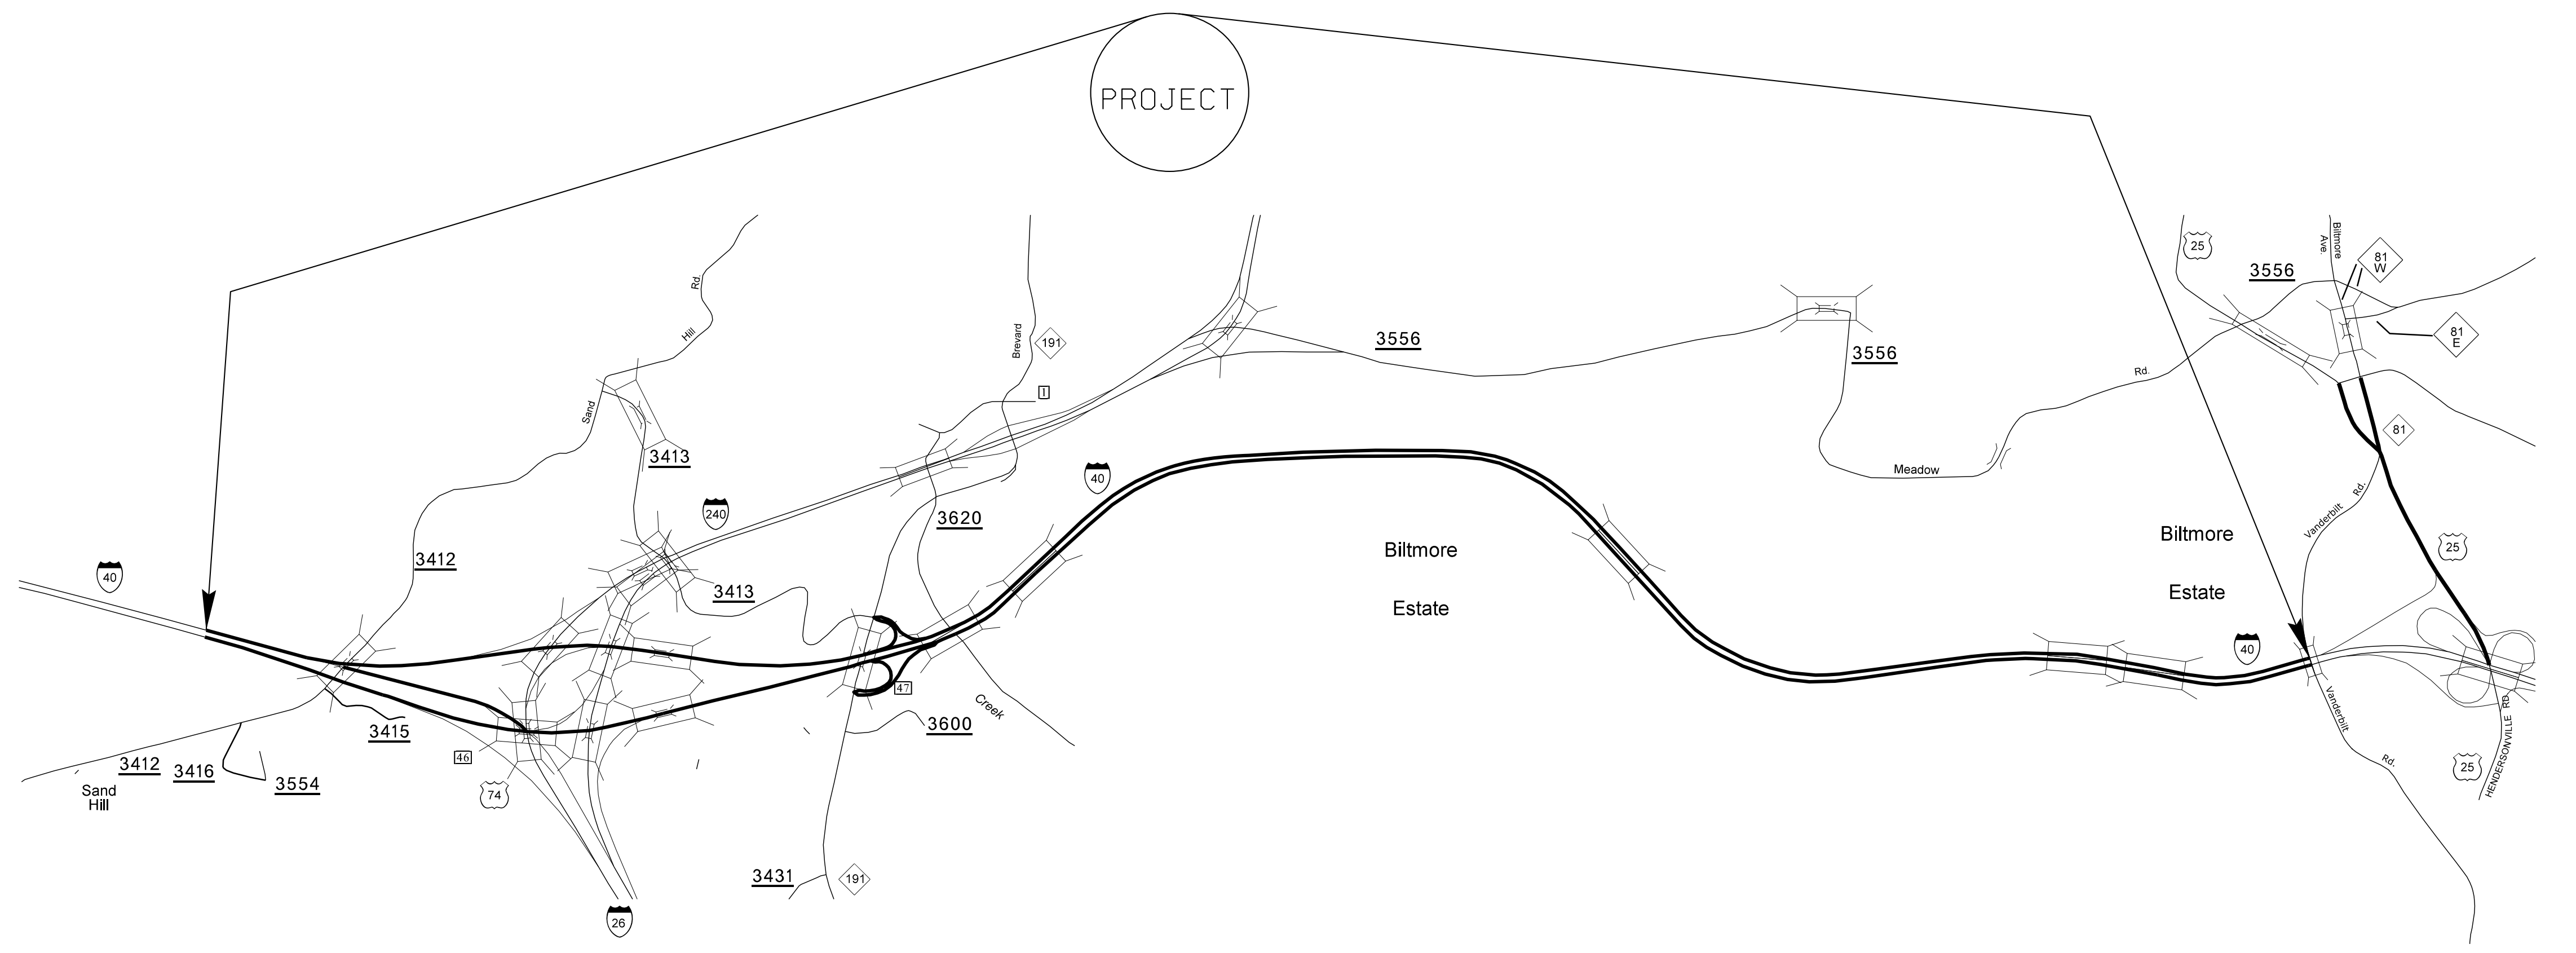 PROJECT
25
Biltmore
Ave.
81
W
3556
Rd.
Hill
Sand
Brevard
191
3556
3556
81
E
Rd.
1
81
3413
40
Meadow
240
3620
Rd.
Vanderbilt
Biltmore
Estate
Biltmore
Estate
25
3412
40
3413
40
47
Creek
3600
3415
46
74
3412
3416
3554
Sand
Hill
Vanderbilt
Rd.
25
HENDERSONVILLE RD.
3431
191
26